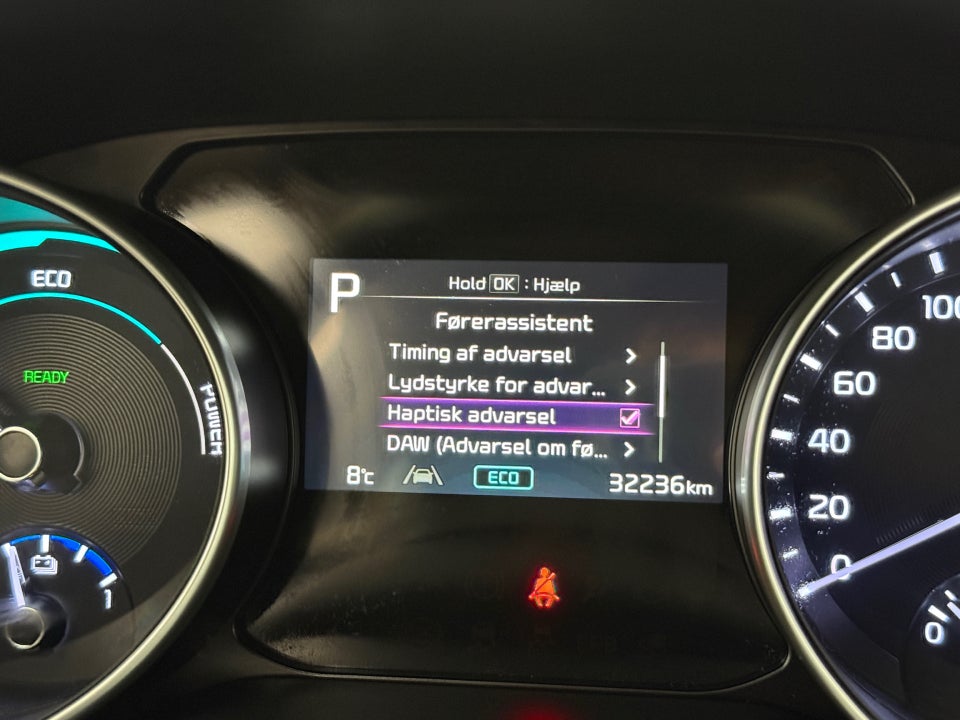 P
Hold OK : Hjælp
Førerassistent
Timing af advarsel
Lydstyrke for advar...
Haptisk advarsel
DAW (Advarsel om fø...
8°c ECO 32236km
ECO
READY
POWER
1
100
80
60
40
20
0
0